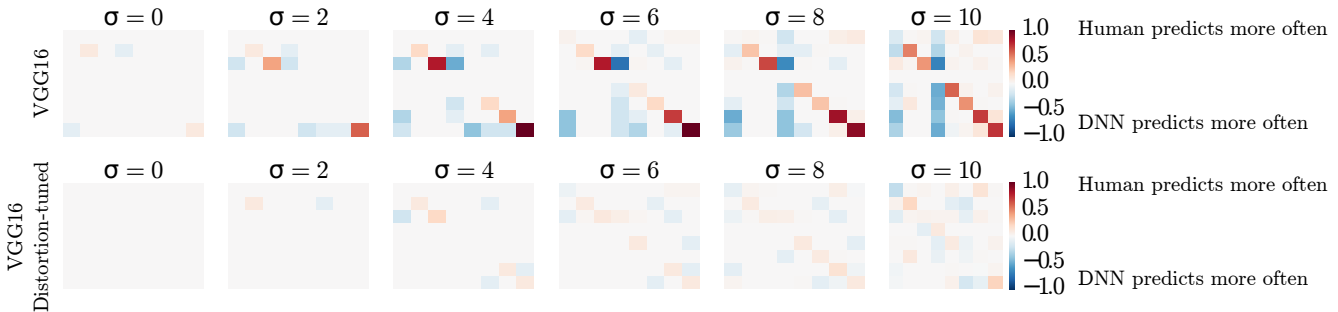 σ = 0
σ = 2
σ = 4
σ = 6
σ = 8
σ = 10
VGG16
1.0
0.5
0.0
−0.5
−1.0
Human predicts more often
DNN predicts more often
σ = 0
σ = 2
σ = 4
σ = 6
σ = 8
σ = 10
VGG16
Distortion-tuned
1.0
0.5
0.0
−0.5
−1.0
Human predicts more often
DNN predicts more often